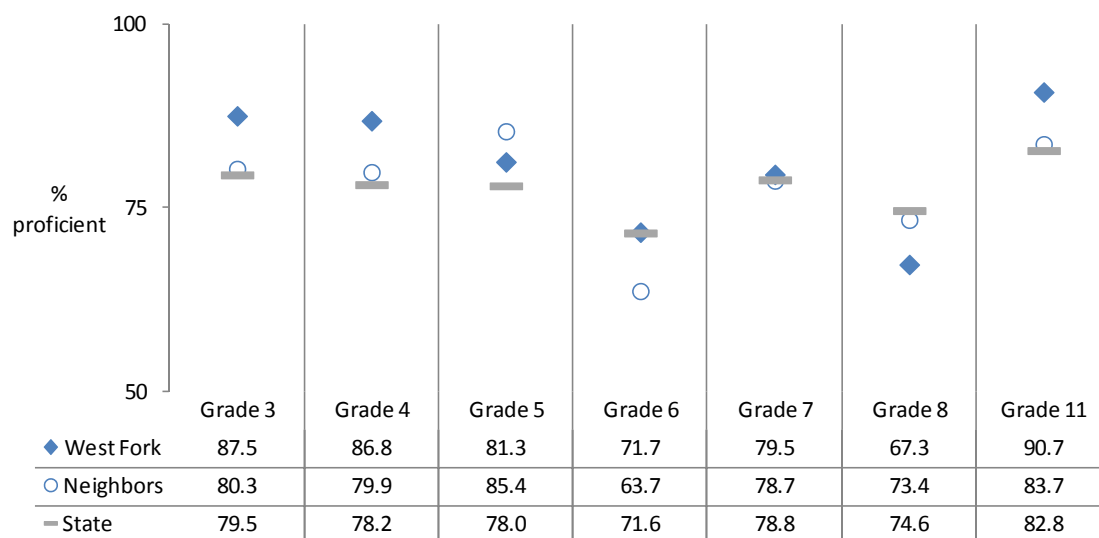 100
75
%
proficient
50
Grade 3 Grade 4 Grade 5 Grade 6 Grade 7 Grade 8 Grade 11
West Fork 87.5 86.8 81.3 71.7 79.5 67.3 90.7
Neighbors 80.3 79.9 85.4 63.7 78.7 73.4 83.7
State 79.5 78.2 78.0 71.6 78.8 74.6 82.8